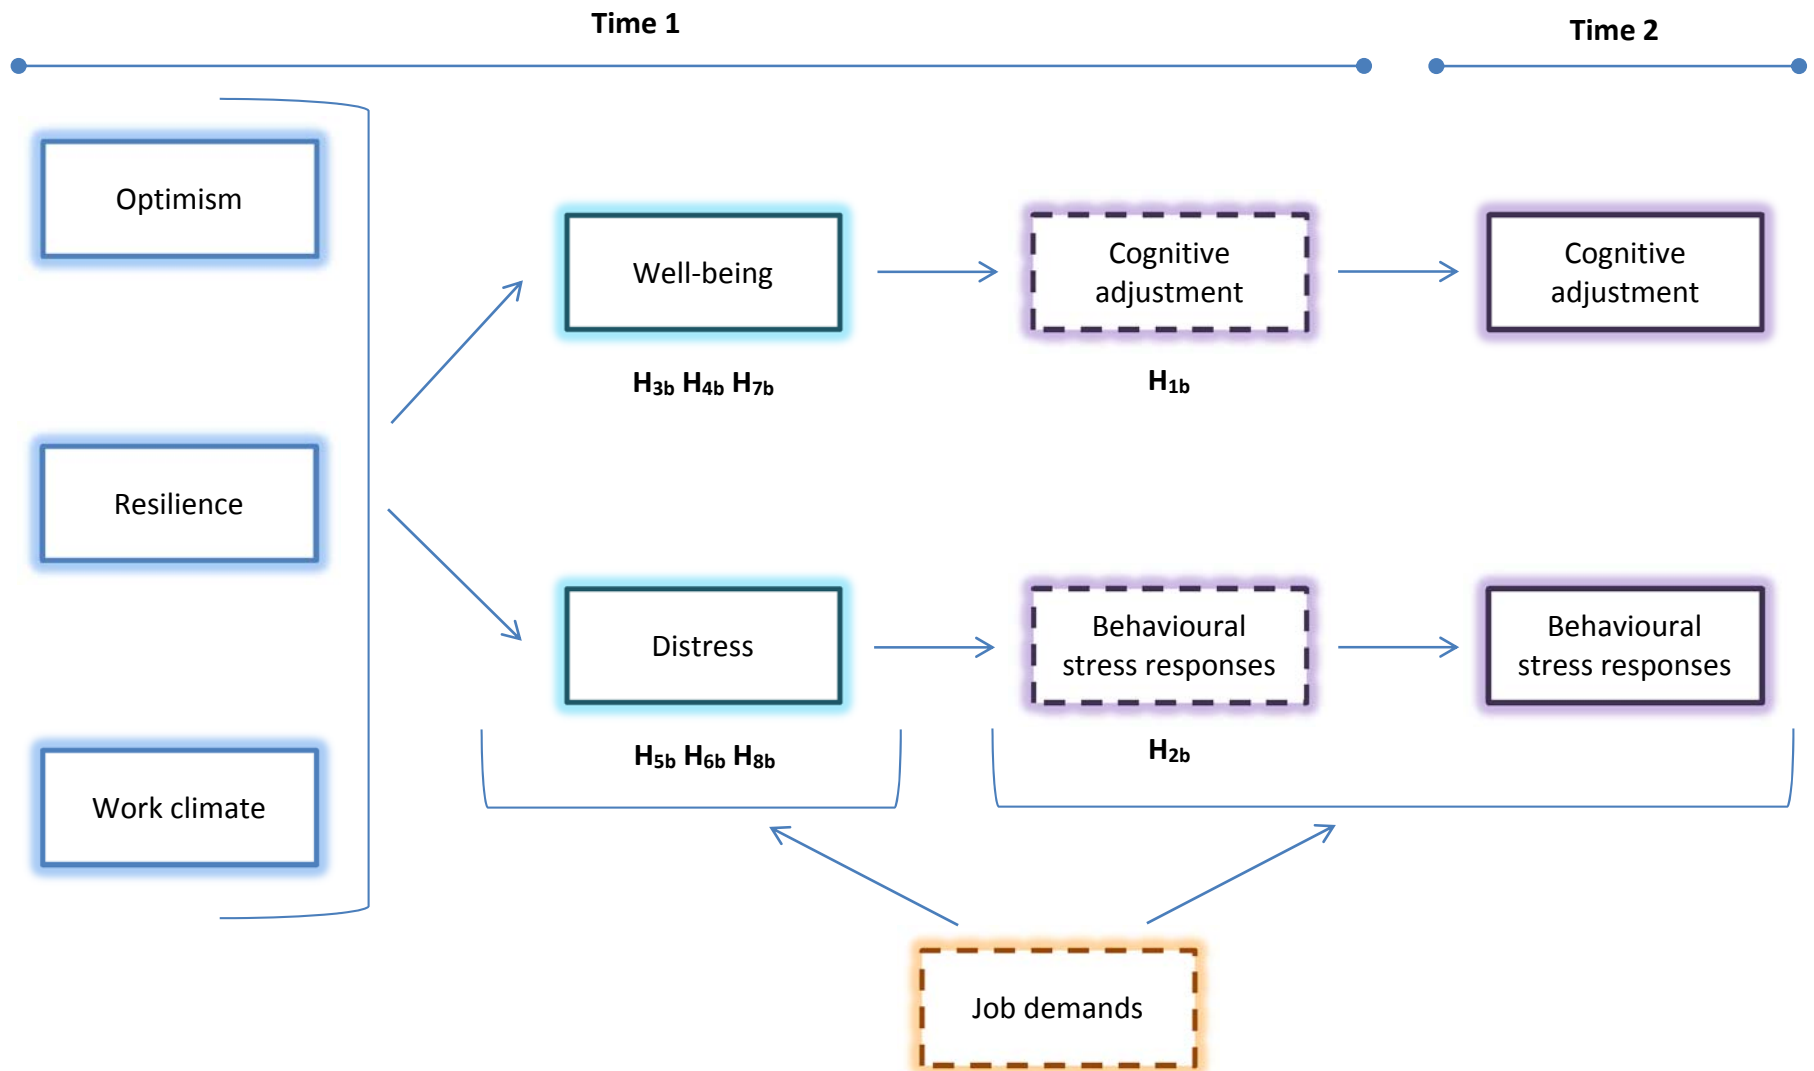 Time 1
Time 2
Optimism
Well-being
Cognitive
adjustment
Cognitive
adjustment
H3b H4b H7b
H1b
Resilience
Distress
Behavioural
stress responses
Behavioural
stress responses
H5b H6b H8b
H2b
Work climate
Job demands